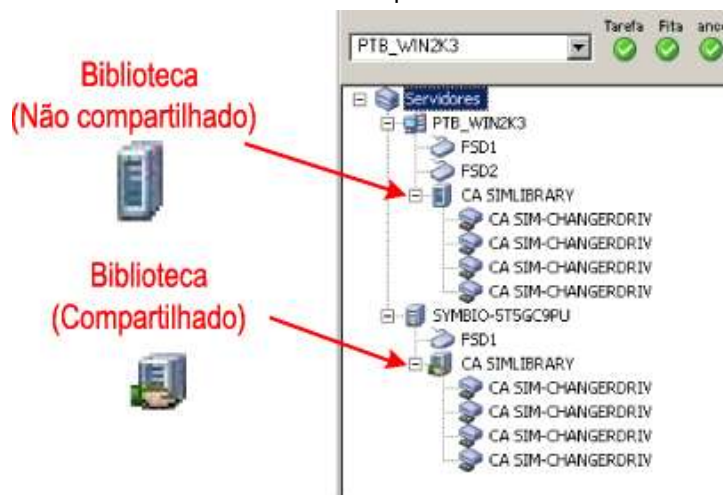 Biblioteca
(Não compartilhado)
Biblioteca
(Compartilhado)
PTB_WIN2K3
Tarefa Fita
Servidores
PTB_WIN2K3
FSD1
FSD2
CA SIMLIBRARY
CA SIM-CHANGERDRIV
CA SIM-CHANGERDRIV
CA SIM-CHANGERDRIV
CA SIM-CHANGERDRIV
SYMBIO-5T5GC9PU
FSD1
CA SIMLIBRARY
CA SIM-CHANGERDRIV
CA SIM-CHANGERDRIV
CA SIM-CHANGERDRIV
CA SIM-CHANGERDRIV